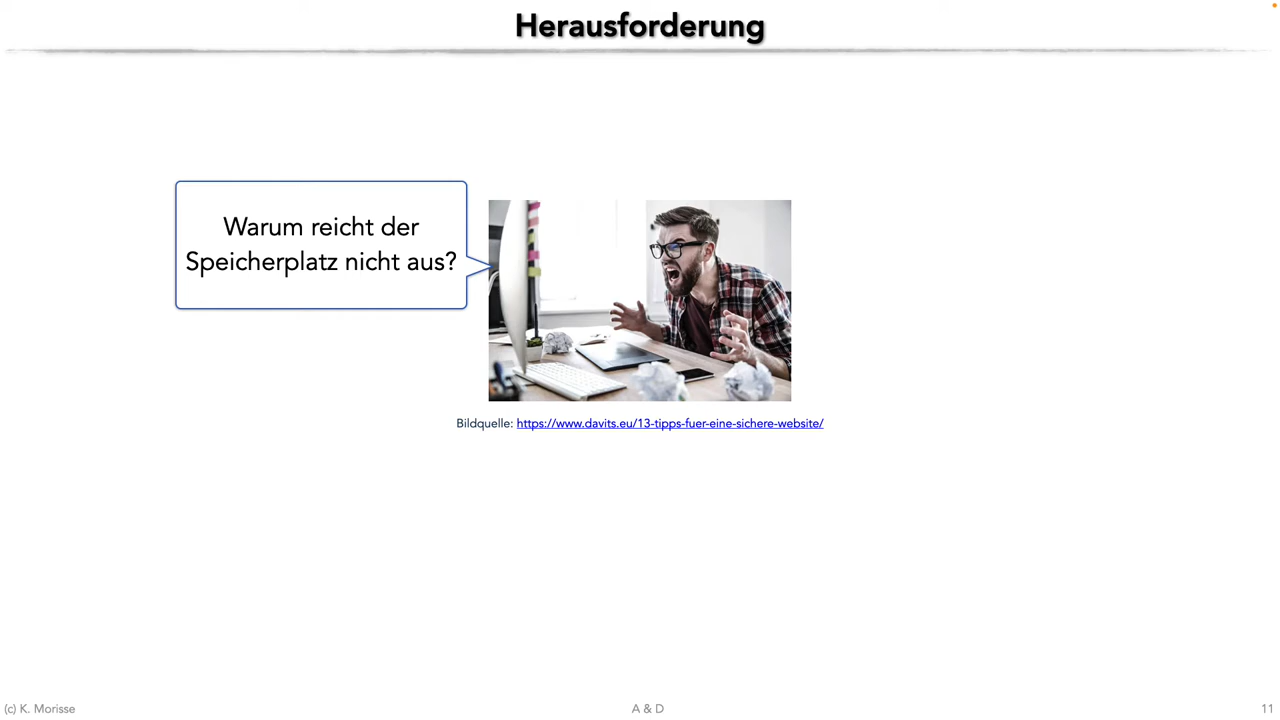 Herausforderung
Warum reicht der
Speicherplatz nicht aus?
Bildquelle: https://www.davits.eu/13-tipps-fuer-eine-sichere-website/
(c) K. Morisse
A & D
11